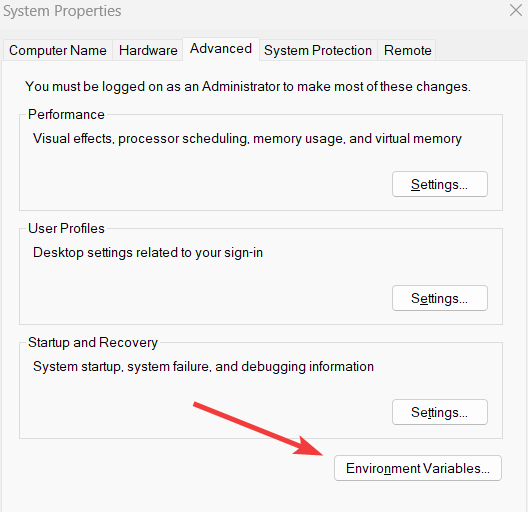 System Properties
Computer Name Hardware Advanced System Protection Remote
You must be logged on as an Administrator to make most of these changes.
Performance
Visual effects, processor scheduling, memory usage, and virtual memory
Settings...
User Profiles
Desktop settings related to your sign-in
Settings...
Startup and Recovery
System startup, system failure, and debugging information
Settings...
Environment Variables...